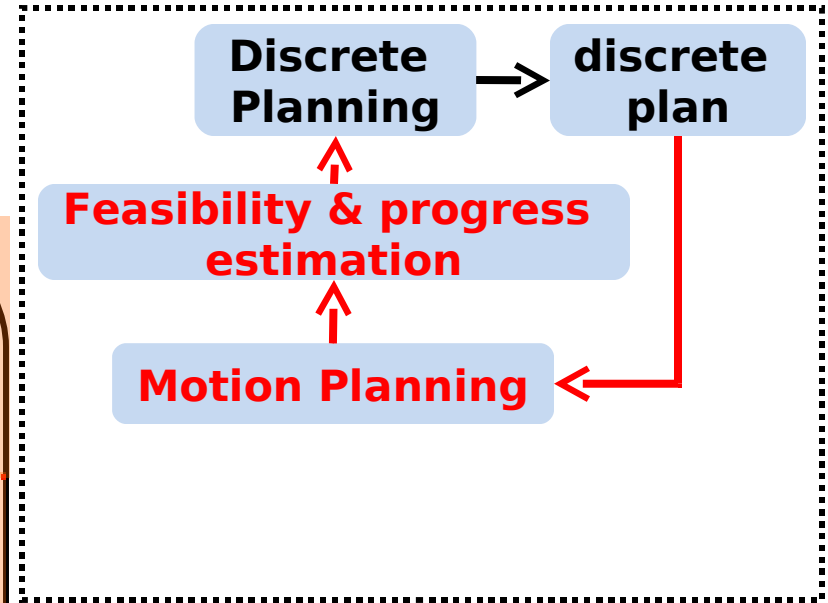 Discrete
Planning
discrete
plan
Feasibility & progress
estimation
Motion Planning